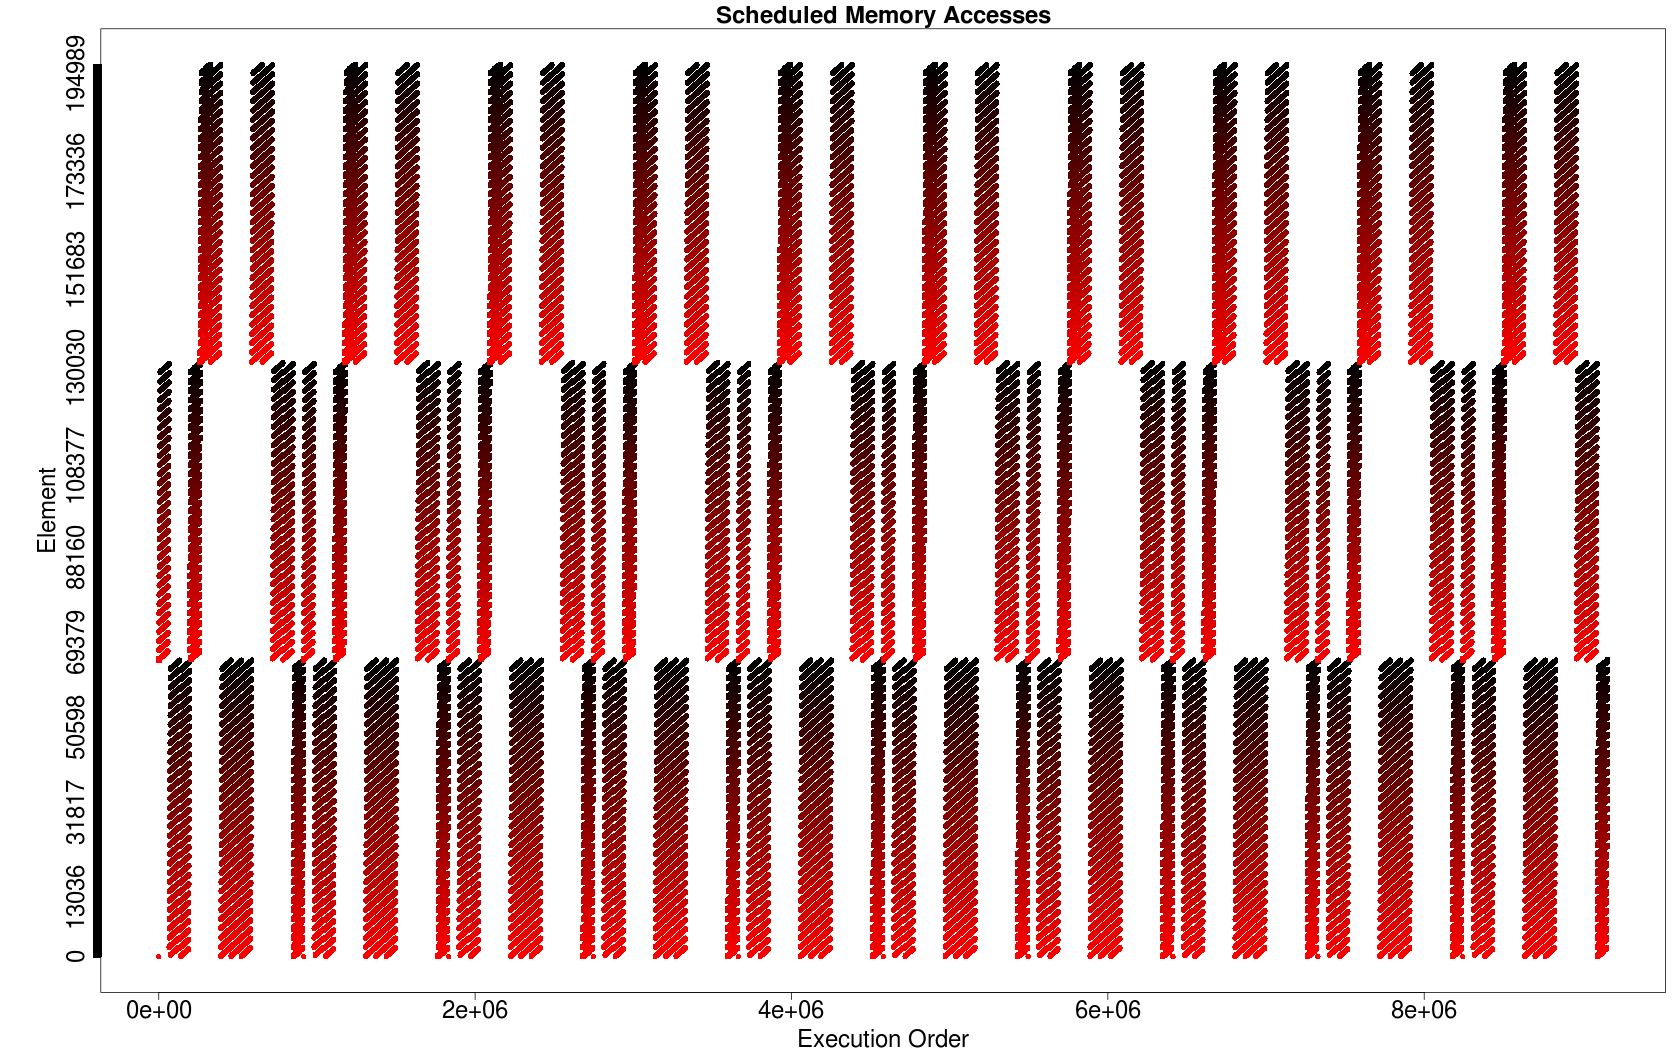 Scheduled Memory Accesses
Element
194989
173336
151683
130030
108377
88160
69379
50598
31817
13036
0
0e+00 2e+06 4e+06 6e+06 8e+06
Execution Order